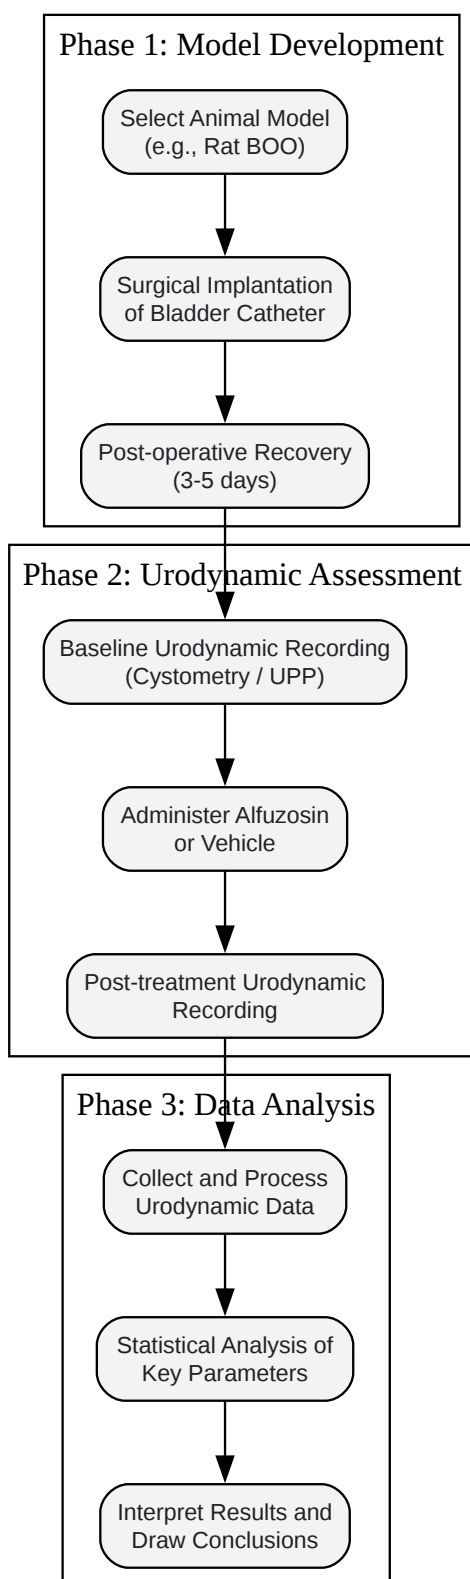 Phase 1: Model Development
Select Animal Model
(e.g., Rat BOO)
Surgical Implantation
of Bladder Catheter
Post-operative Recovery
(3-5 days)
Phase 2: Urodynamic Assessment
Baseline Urodynamic Recording
(Cystometry / UPP)
Administer Alfuzosin
or Vehicle
Post-treatment Urodynamic
Recording
Phase 3: Data Analysis
Collect and Process
Urodynamic Data
Statistical Analysis of
Key Parameters
Interpret Results and
Draw Conclusions